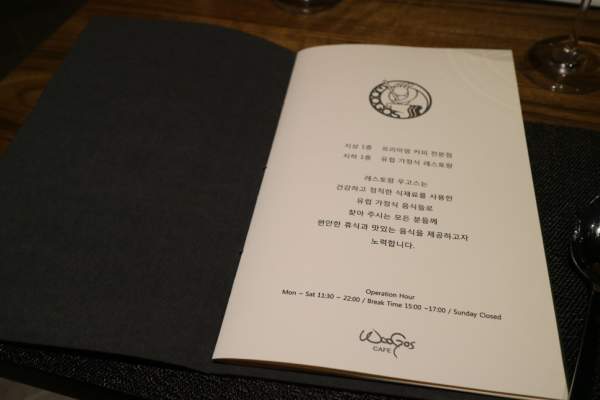 WOOGOS
지상 1층 프리미엄 커피 전문점
지하 1층 유럽 가정식 레스토랑
레스토랑 우고스는
건강하고 정직한 식재료를 사용한
유럽 가정식 음식들로
찾아 주시는 모든 분들께
편안한 휴식과 맛있는 음식을 제공하고자
노력합니다.
Operation Hour
Mon ~ Sat 11:30 ~ 22:00 / Break Time 15:00 ~17:00 / Sunday Closed
WooGos
CAFE